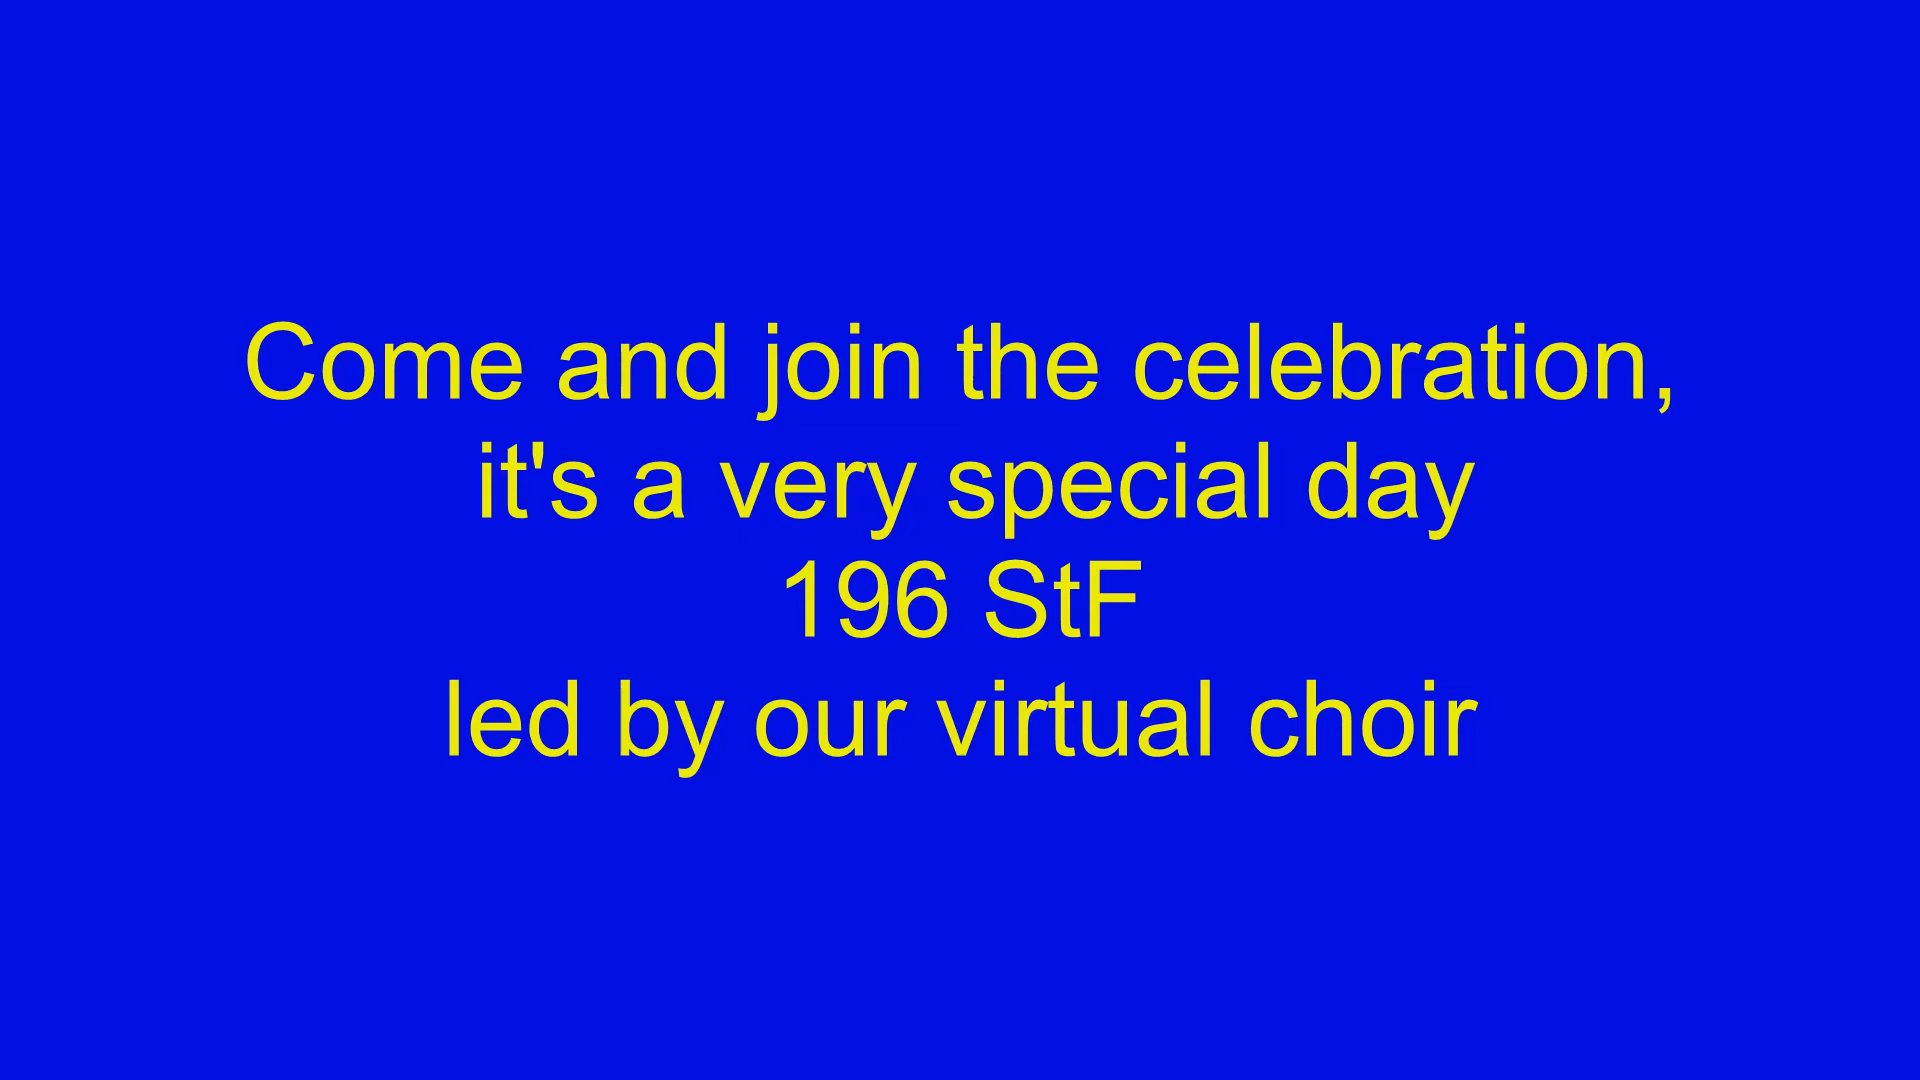 Come and join the celebration,
it's a very special day
196 StF
led by our virtual choir